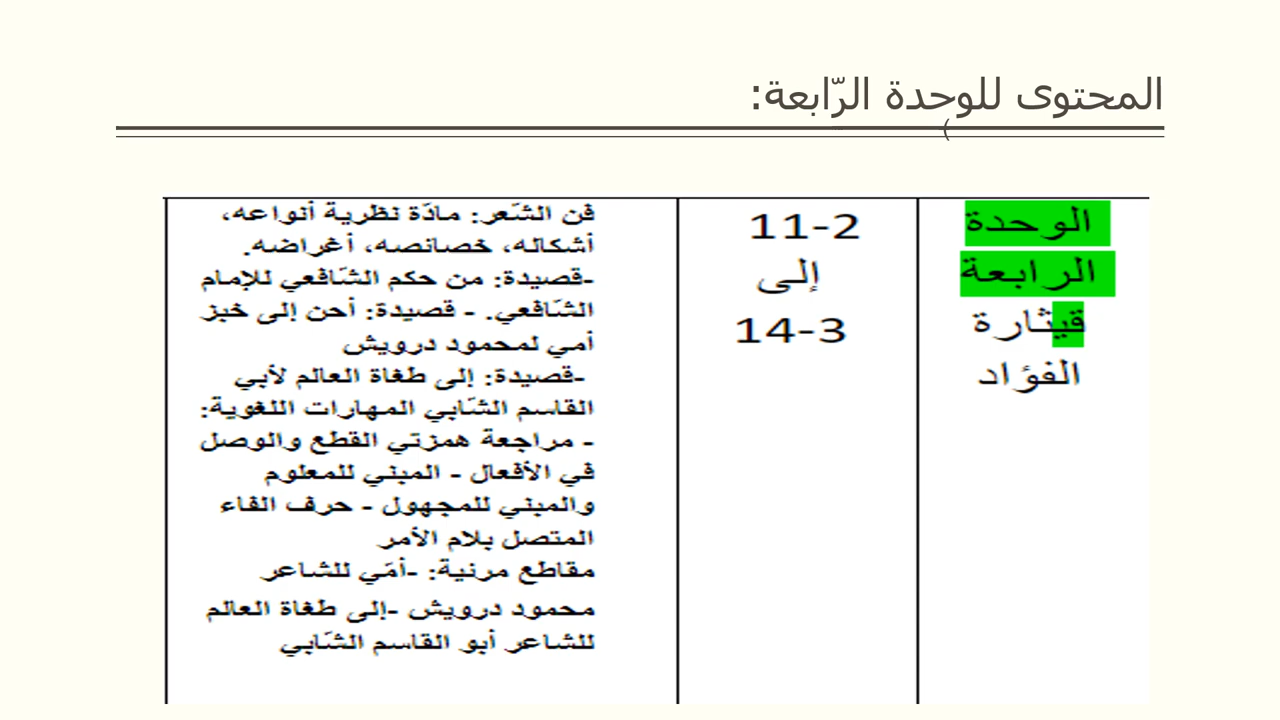 المحتوى للوحدة الرّابعة:
)
الوحدة
الرابعة
قيثارة
الفؤاد
11-2
إلى
14-3
فن الشّعر: مادّة نظرية أنواعه،
أشكاله، خصائصه، أغراضه.
-قصيدة: من حكم الشّافعي للإمام
الشّافعي. - قصيدة: أحن إلى خبز
أمي لمحمود درويش
-قصيدة: إلى طغاة العالم لأبي
القاسم الشّابي المهارات اللغوية:
- مراجعة همزتي القطع والوصل
في الأفعال - المبني للمعلوم
والمبني للمجهول - حرف الفاء
المتصل بلام الأمر
مقاطع مرئية: -أمّي للشاعر
محمود درويش -إلى طغاة العالم
للشاعر أبو القاسم الشّابي